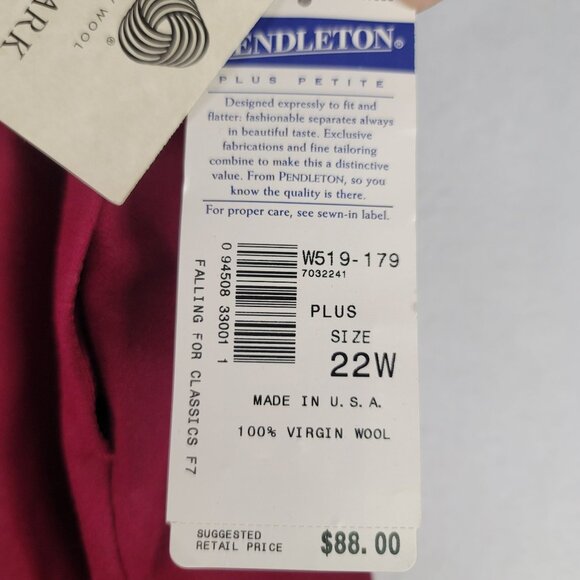 ARK
WOOL
®
PENDLETON®
PLUS PETITE
Designed expressly to fit and
flatter: fashionable separates always
in beautiful taste. Exclusive
fabrications and fine tailoring
combine to make this a distinctive
value. From PENDLETON, so you
know the quality is there.
For proper care, see sewn-in label.
W519-179
7032241
0 94508 33001 1
FALLING FOR CLASSICS F7
PLUS
SIZE
22W
MADE IN U.S.A.
100% VIRGIN WOOL
SUGGESTED
RETAIL PRICE
$88.00